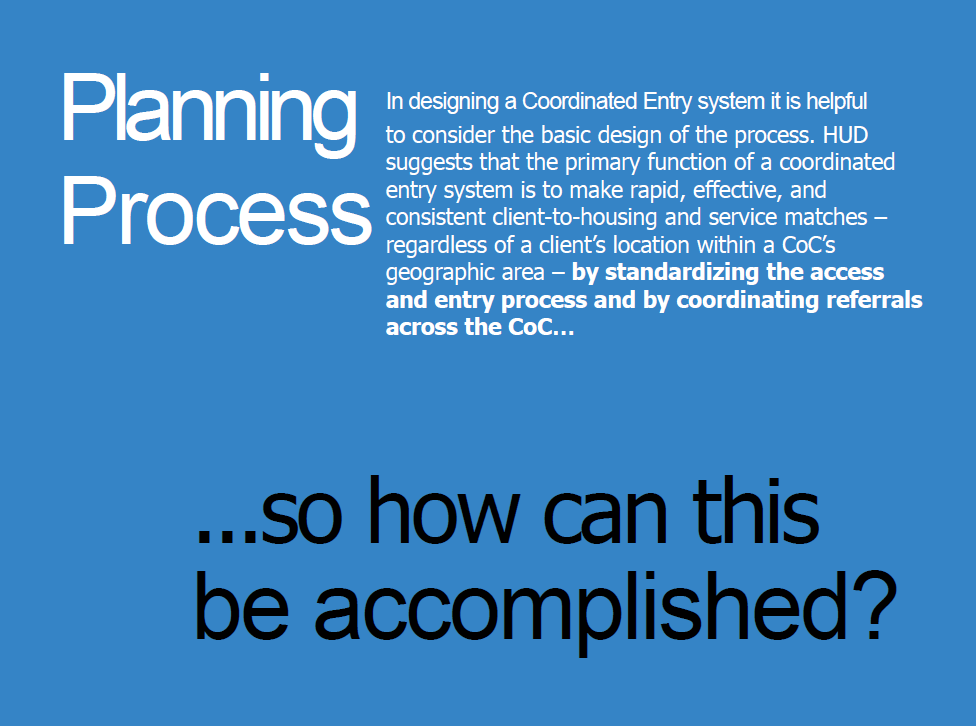 Planning
Process
In designing a Coordinated Entry system it is helpful
to consider the basic design of the process. HUD
suggests that the primary function of a coordinated
entry system is to make rapid, effective, and
consistent client-to-housing and service matches –
regardless of a client’s location within a CoC’s
geographic area – by standardizing the access
and entry process and by coordinating referrals
across the CoC…
...so how can this
be accomplished?